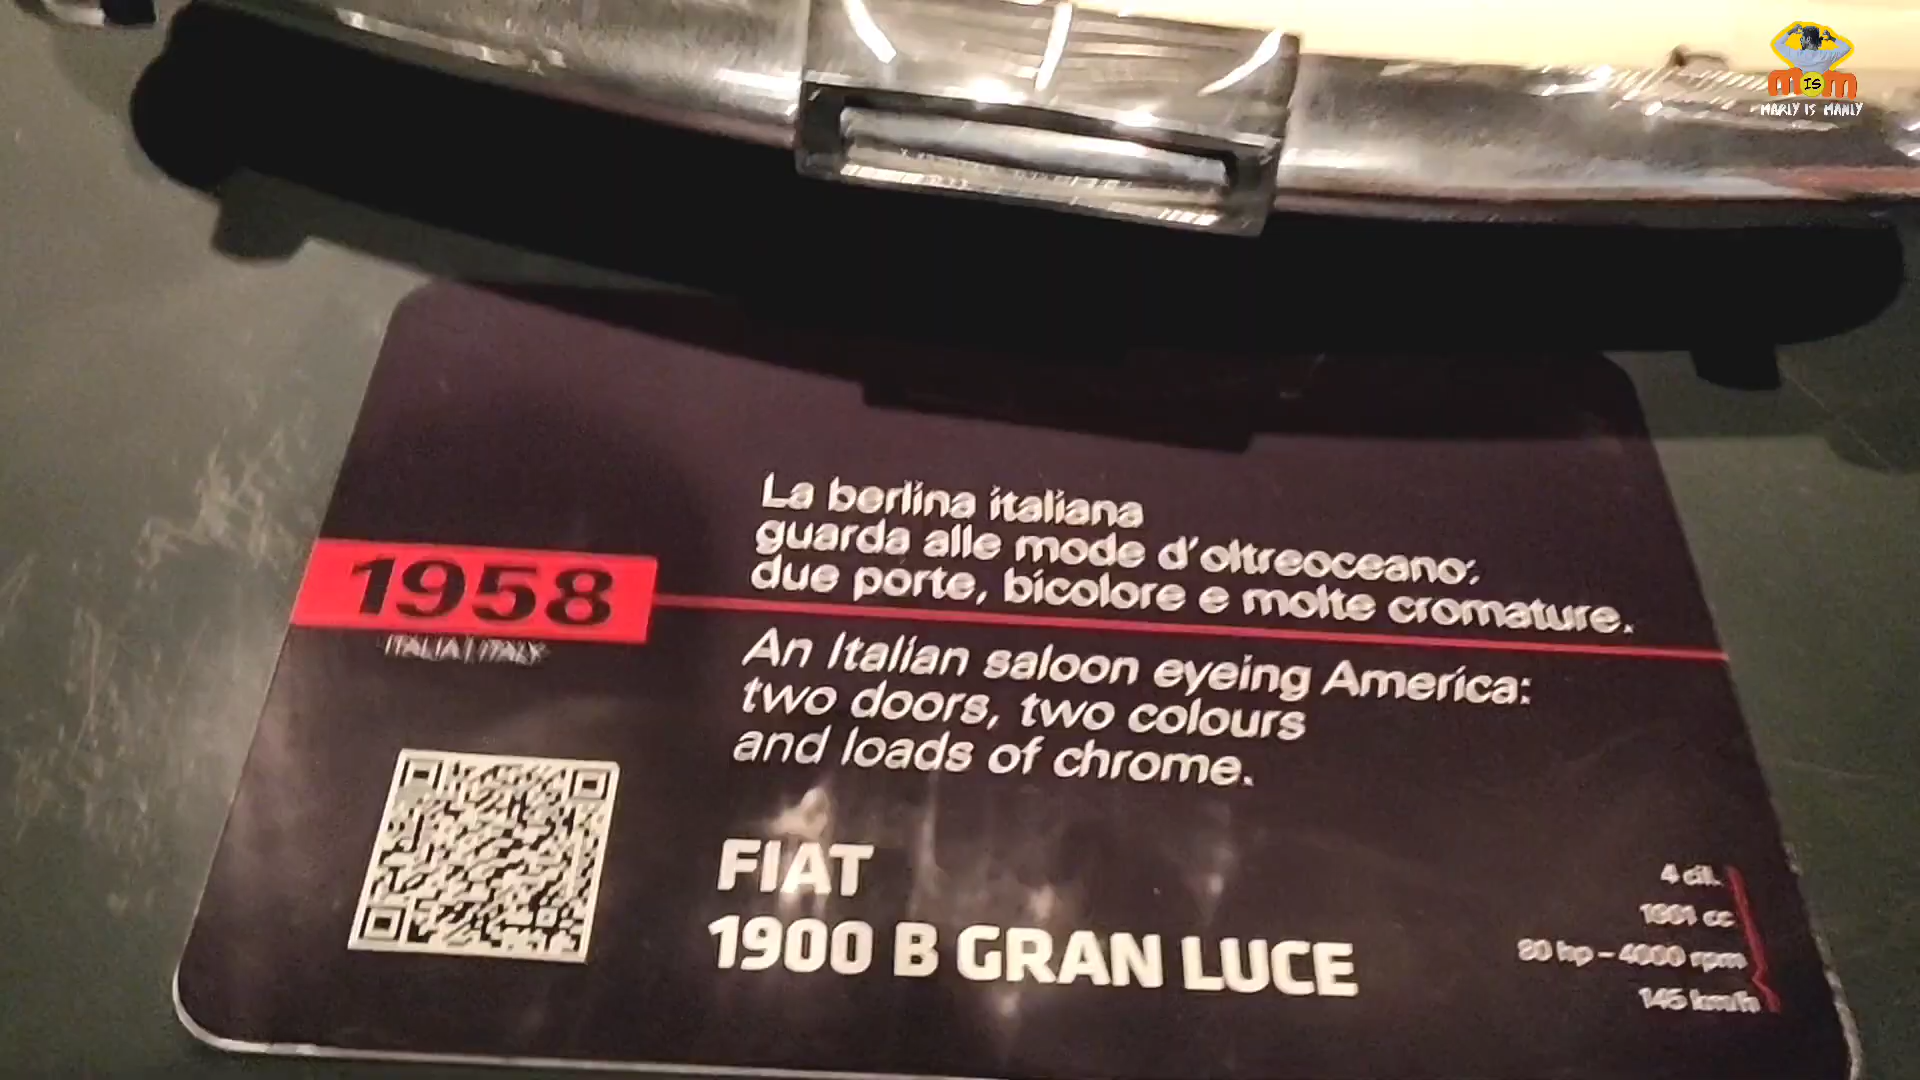 M IS M
MARLY IS MANLY
La berlina italiana
guarda alle mode d'oltreoceano:
due porte, bicolore e molte cromature.
1958
ITALIA | ITALY
An Italian saloon eyeing America:
two doors, two colours
and loads of chrome.
FIAT
1900 B GRAN LUCE
4 cil.
cc
80 hp – 4000 rpm
145 km/h